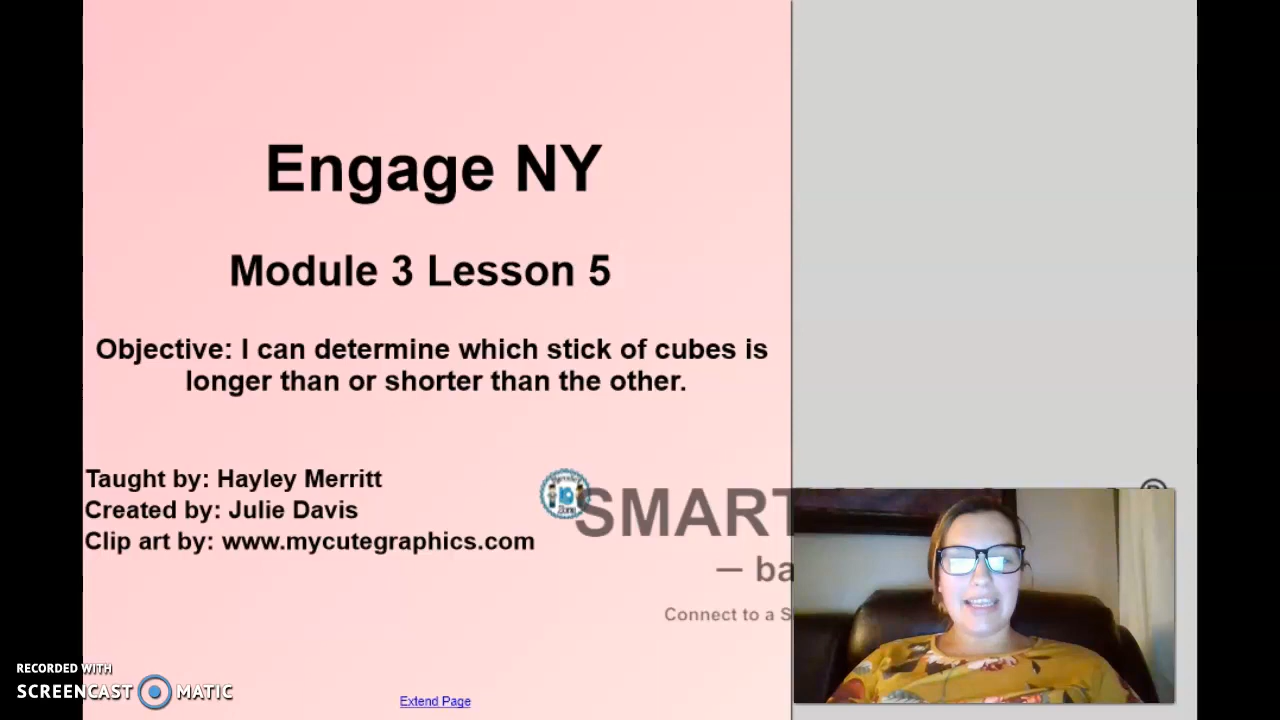 Engage NY
Module 3 Lesson 5
Objective: I can determine which stick of cubes is
longer than or shorter than the other.
Taught by: Hayley Merritt
Created by: Julie Davis
Clip art by: www.mycutegraphics.com
SMART
— ba
®
Connect to a S
RECORDED WITH
SCREENCAST MATIC
Extend Page